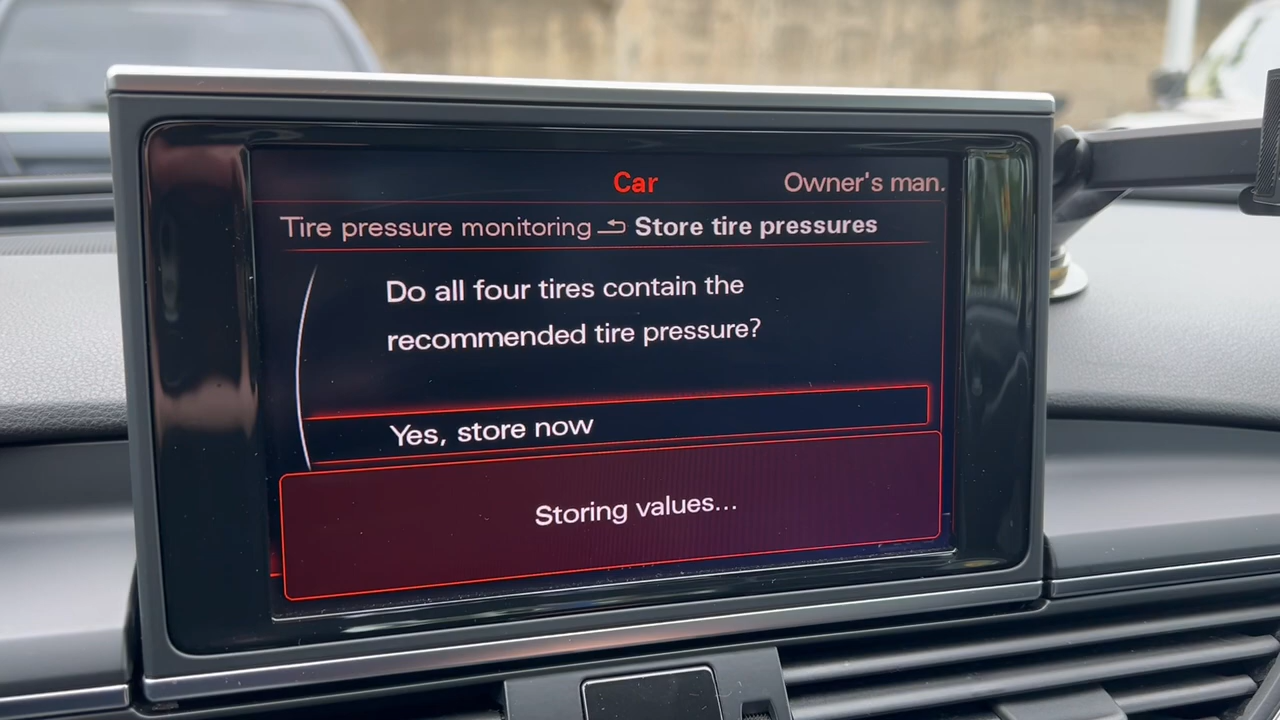 Car
Owner's man.
Tire pressure monitoring Store tire pressures
Do all four tires contain the
recommended tire pressure?
Yes, store now
Storing values...